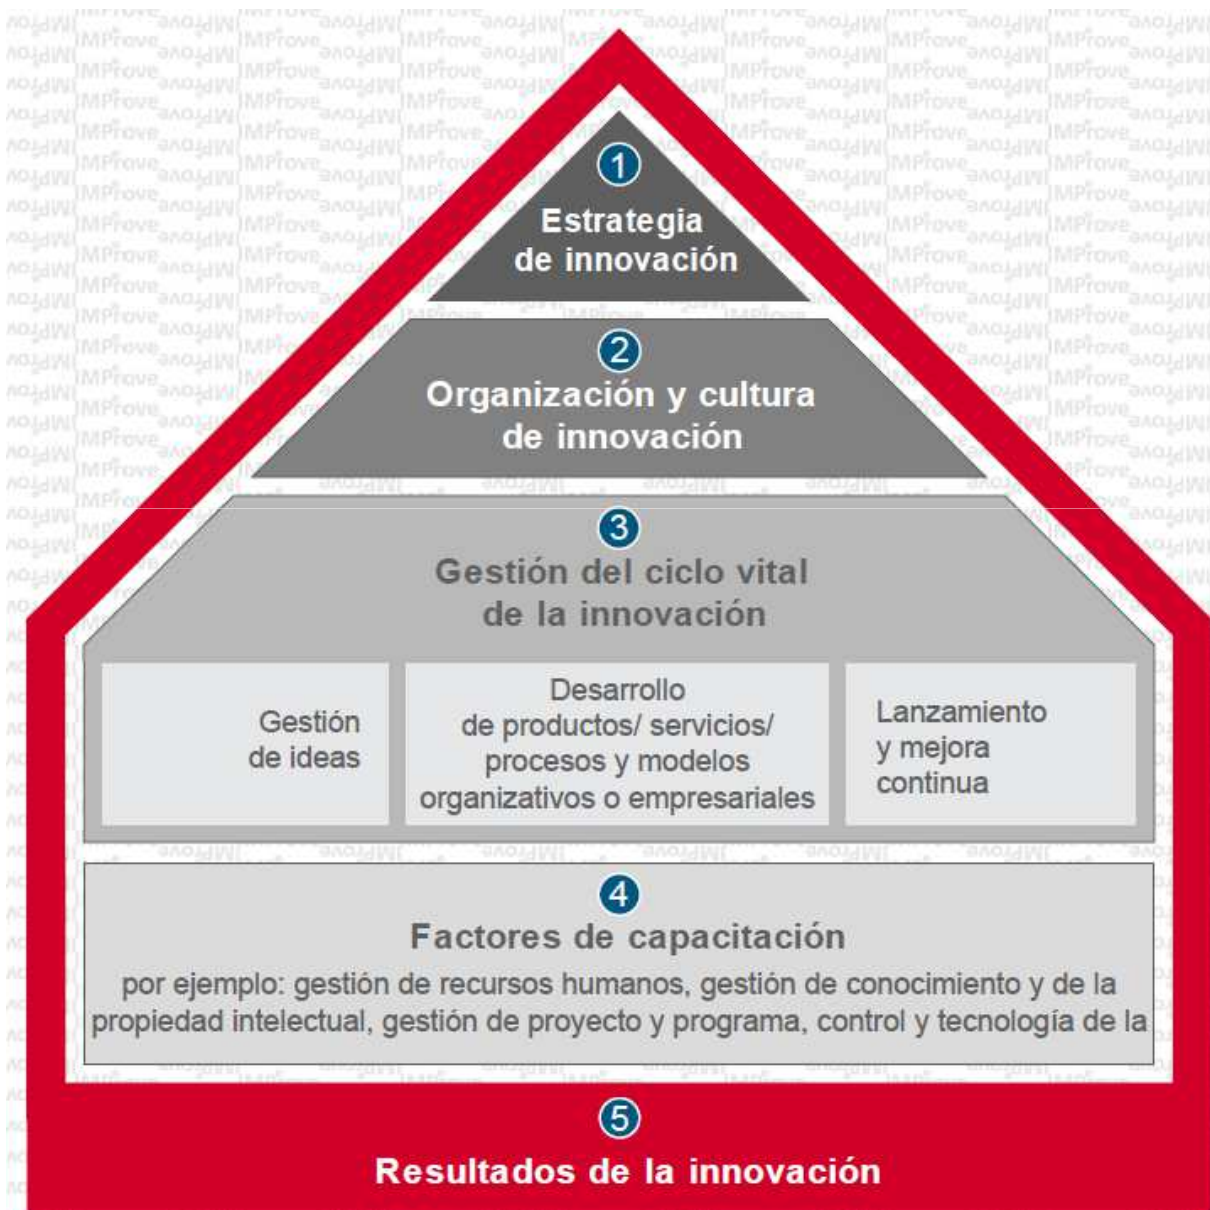 1
Estrategia
de innovación
2
Organización y cultura
de innovación
3
Gestión del ciclo vital
de la innovación
Gestión
de ideas
Desarrollo
de productos/ servicios/
procesos y modelos
organizativos o empresariales
Lanzamiento
y mejora
continua
4
Factores de capacitación
por ejemplo: gestión de recursos humanos, gestión de conocimiento y de la
propiedad intelectual, gestión de proyecto y programa, control y tecnología de la
5
Resultados de la innovación
IMProve